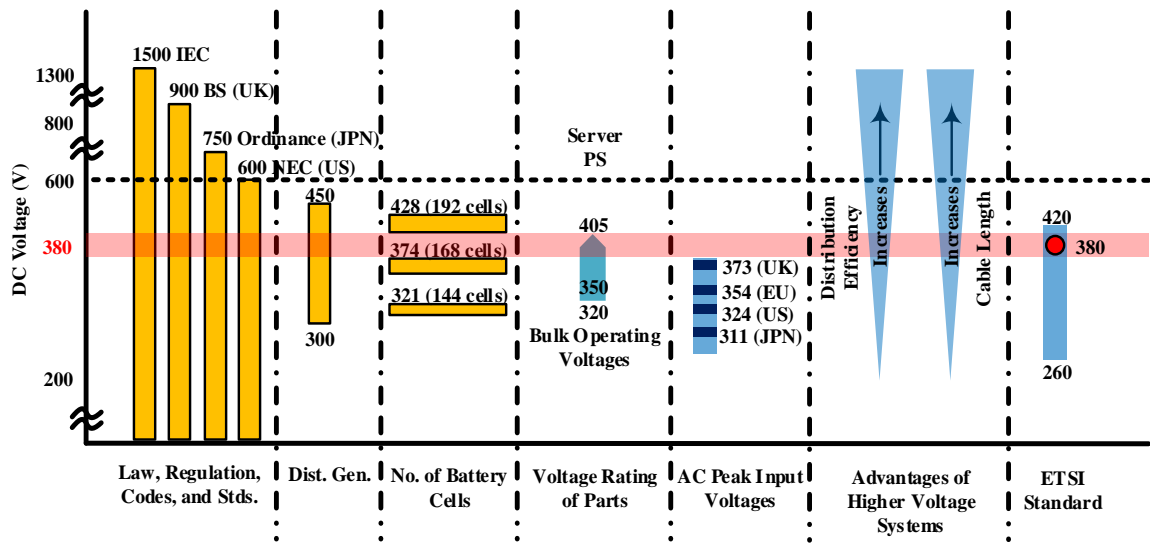 DC Voltage (V)
1300
800
600
380
200
1500 IEC
900 BS (UK)
750 Ordinance (JPN)
600 NEC (US)
450
300
428 (192 cells)
374 (168 cells)
321 (144 cells)
Server
PS
405
350
320
Bulk Operating
Voltages
373 (UK)
354 (EU)
324 (US)
311 (JPN)
Distribution
Efficiency
Increases
Increases
Cable Length
420
380
260
Law, Regulation,
Codes, and Stds.
Dist. Gen.
No. of Battery
Cells
Voltage Rating
of Parts
AC Peak Input
Voltages
Advantages of
Higher Voltage
Systems
ETSI
Standard